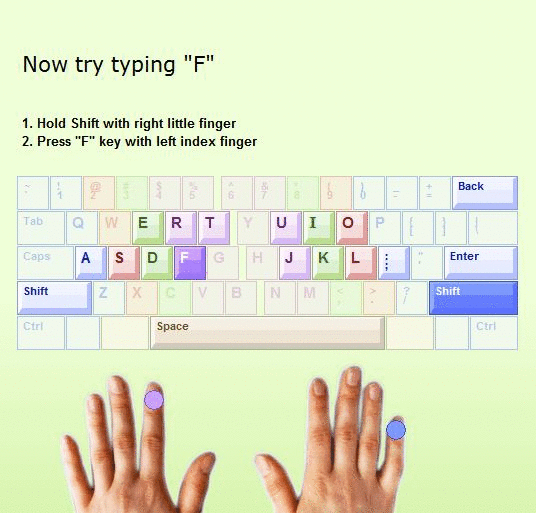 Now try typing "F"
1. Hold Shift with right little finger
2. Press "F" key with left index finger
~ ! @ # $ % ^ & * ( ) _ +
` 1 2 3 4 5 6 7 8 9 0 - = Back
Tab Q W E R T Y U I O P { } |
[ ] \
Caps A S D F G H J K L : " Enter
; '
Shift Z X C V B N M < > ? Shift
, . /
Ctrl Space Ctrl